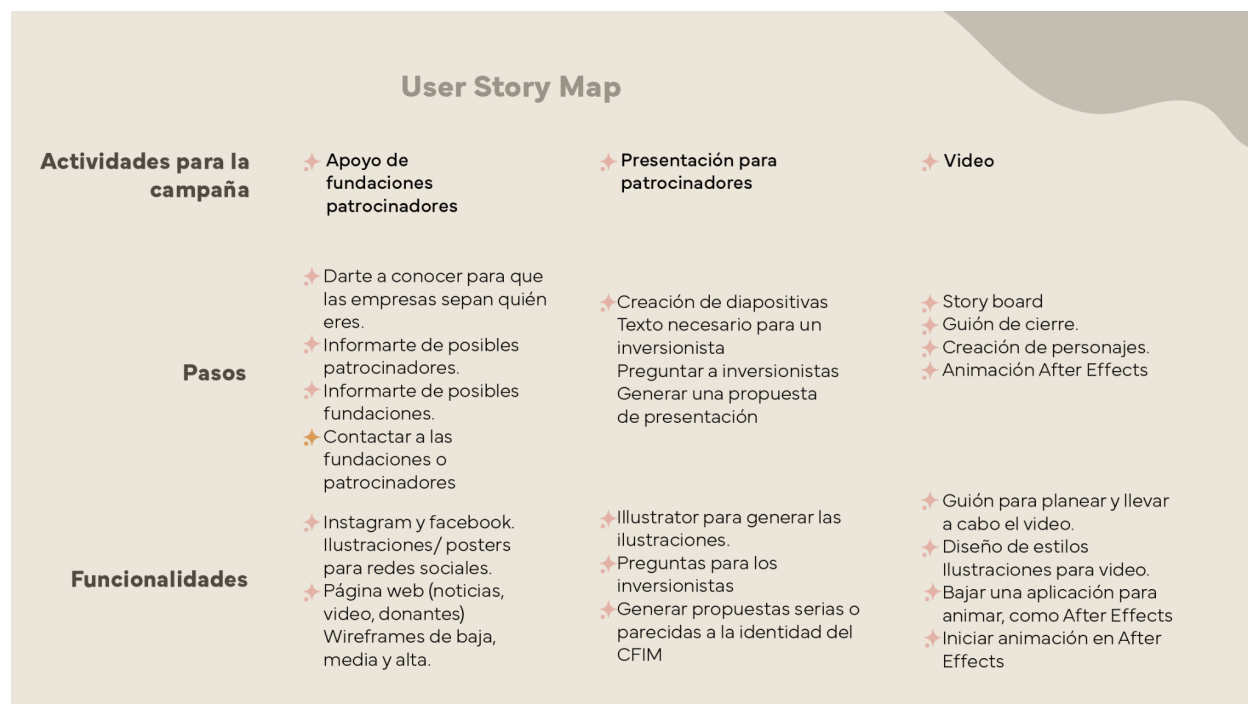 User Story Map
Actividades para la
campaña
Apoyo de
fundaciones
patrocinadores
Presentación para
patrocinadores
Video
Pasos
Darte a conocer para que
las empresas sepan quién
eres.
Informarte de posibles
patrocinadores.
Informarte de posibles
fundaciones.
Contactar a las
fundaciones o
patrocinadores
Creación de diapositivas
Texto necesario para un
inversionista
Preguntar a inversionistas
Generar una propuesta
de presentación
Story board
Guión de cierre.
Creación de personajes.
Animación After Effects
Funcionalidades
Instagram y facebook.
Ilustraciones/ posters
para redes sociales.
Página web (noticias,
video, donantes)
Wireframes de baja,
media y alta.
Illustrator para generar las
ilustraciones.
Preguntas para los
inversionistas
Generar propuestas serias o
parecidas a la identidad del
CFIM
Guión para planear y llevar
a cabo el video.
Diseño de estilos
Ilustraciones para video.
Bajar una aplicación para
animar, como After Effects
Iniciar animación en After
Effects